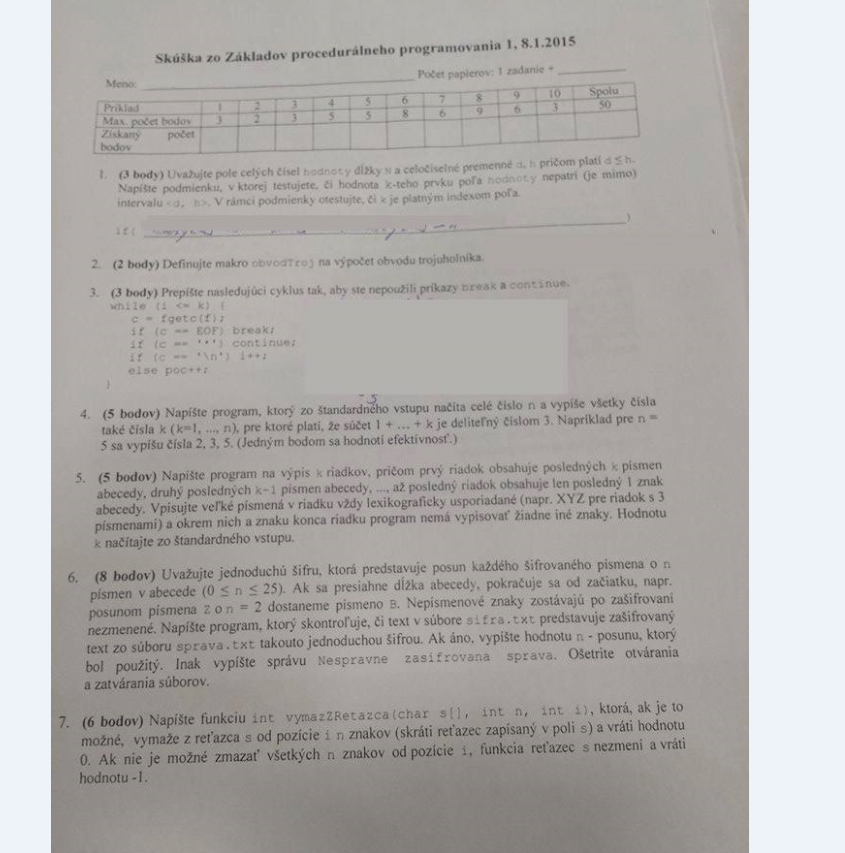 Skúška zo Základov procedurálneho programovania 1, 8.1.2015
Meno: Počet papierov: 1 zadanie +
Príklad 1 2 3 4 5 6 7 8 9 10 Spolu
Max. počet bodov 3 2 3 5 5 8 6 9 6 3 50
Získaný počet
bodov
1. (3 body) Uvažujte pole celých čísel hodnoty dĺžky N a celočíselné premenné d, h pričom platí d ≤ h.
Napíšte podmienku, v ktorej testujete, či hodnota k-teho prvku poľa hodnoty nepatrí (je mimo)
intervalu <d, h>. V rámci podmienky otestujte, či k je platným indexom poľa.
if( )
2. (2 body) Definujte makro obvodTroj na výpočet obvodu trojuholníka.
3. (3 body) Prepíšte nasledujúci cyklus tak, aby ste nepoužili príkazy break a continue.
while (i <= k) {
c = fgetc(f);
if (c == EOF) break;
if (c == '*') continue;
if (c == '\n') i++;
else poc++;
}
4. (5 bodov) Napíšte program, ktorý zo štandardného vstupu načíta celé číslo n a vypíše všetky čísla
také čísla k (k=1, ..., n), pre ktoré platí, že súčet 1 + ... + k je deliteľný číslom 3. Napríklad pre n =
5 sa vypíšu čísla 2, 3, 5. (Jedným bodom sa hodnotí efektívnosť.)
5. (5 bodov) Napíšte program na výpis k riadkov, pričom prvý riadok obsahuje posledných k písmen
abecedy, druhý posledných k-1 písmen abecedy, ..., až posledný riadok obsahuje len posledný 1 znak
abecedy. Vpisujte veľké písmená v riadku vždy lexikograficky usporiadané (napr. XYZ pre riadok s 3
písmenami) a okrem nich a znaku konca riadku program nemá vypisovať žiadne iné znaky. Hodnotu
k načítajte zo štandardného vstupu.
6. (8 bodov) Uvažujte jednoduchú šifru, ktorá predstavuje posun každého šifrovaného písmena o n
písmen v abecede (0 ≤ n ≤ 25). Ak sa presiahne dĺžka abecedy, pokračuje sa od začiatku, napr.
posunom písmena Z o n = 2 dostaneme písmeno B. Nepísmenové znaky zostávajú po zašifrovaní
nezmenené. Napíšte program, ktorý skontroľuje, či text v súbore sifra.txt predstavuje zašifrovaný
text zo súboru sprava.txt takouto jednoduchou šifrou. Ak áno, vypíšte hodnotu n - posunu, ktorý
bol použitý. Inak vypíšte správu Nespravne zasifrovana sprava. Ošetrite otvárania
a zatvárania súborov.
7. (6 bodov) Napíšte funkciu int vymazZRetazca(char s[], int n, int i), ktorá, ak je to
možné, vymaže z reťazca s od pozície i n znakov (skráti reťazec zapísaný v poli s) a vráti hodnotu
0. Ak nie je možné zmazať všetkých n znakov od pozície i, funkcia reťazec s nezmení a vráti
hodnotu -1.